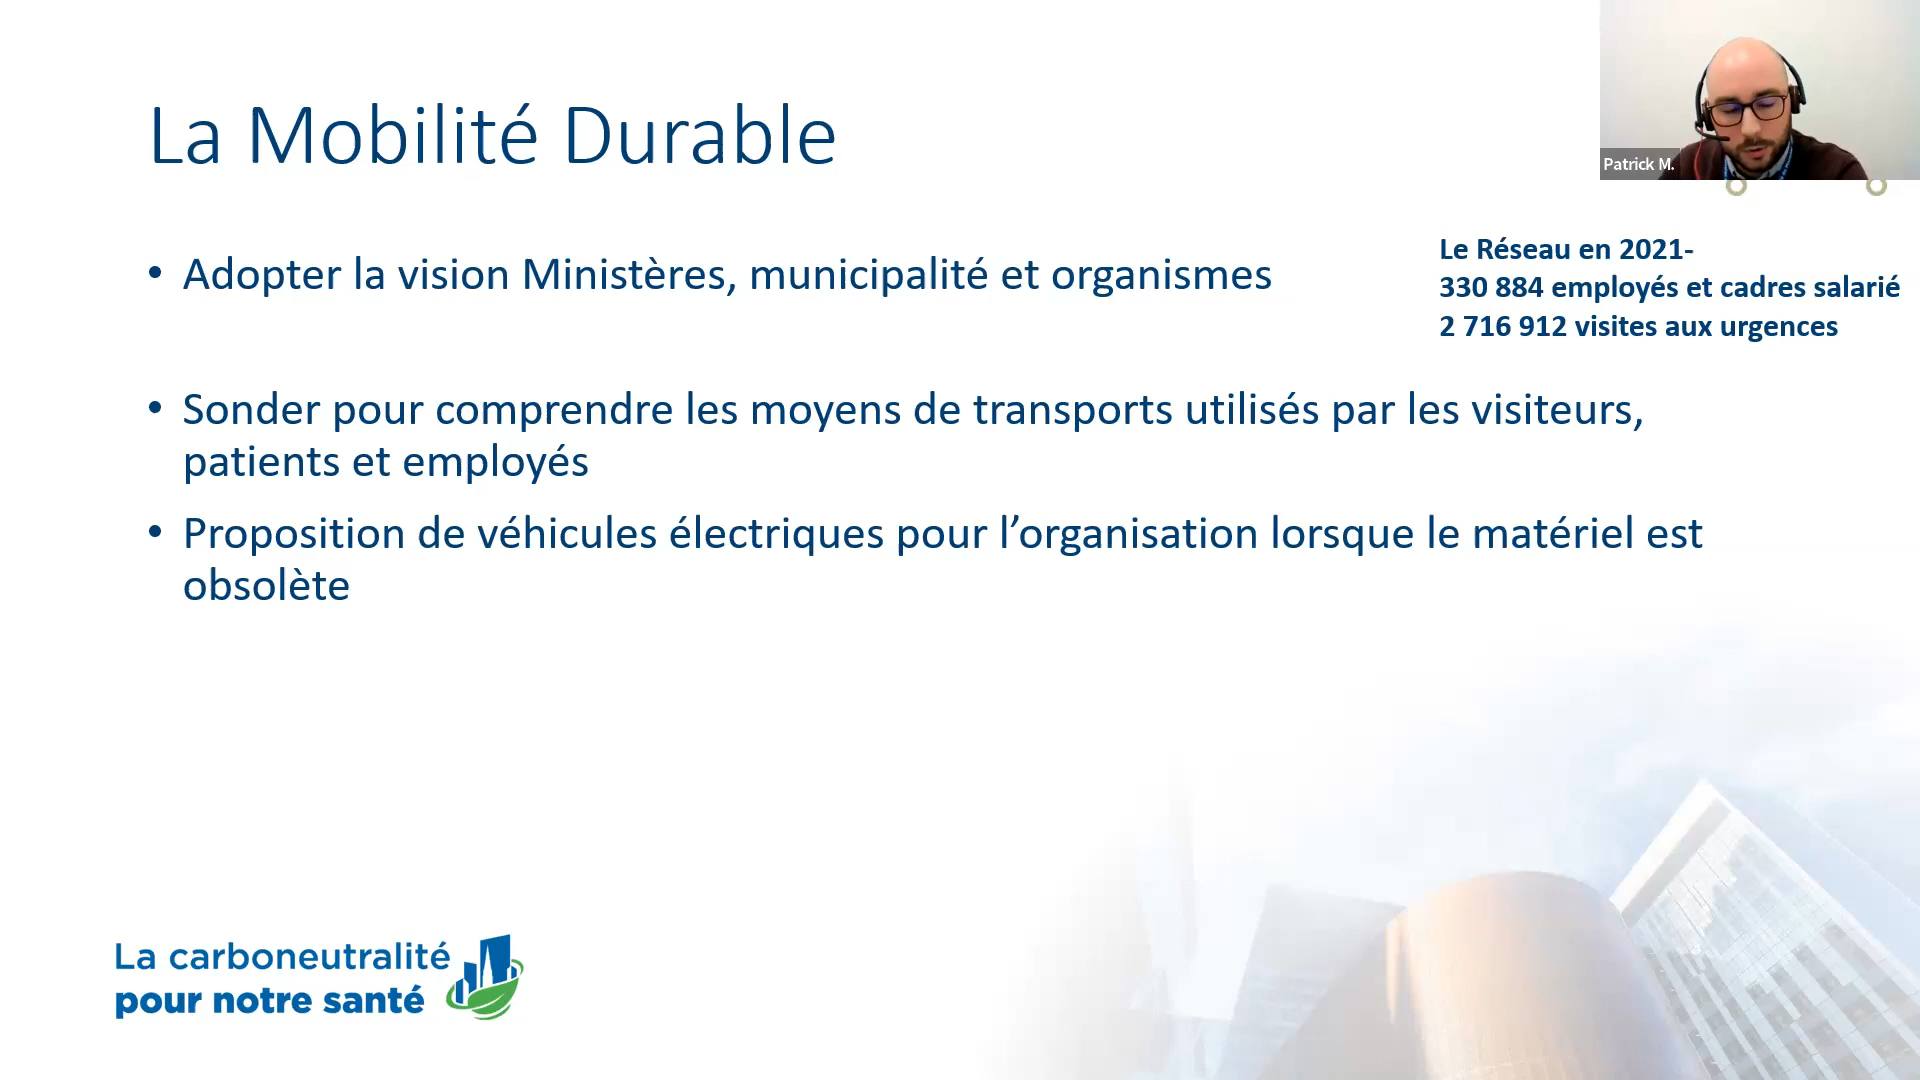 La Mobilité Durable
Patrick M.
Le Réseau en 2021-
330 884 employés et cadres salarié
2 716 912 visites aux urgences
• Adopter la vision Ministères, municipalité et organismes
• Sonder pour comprendre les moyens de transports utilisés par les visiteurs,
patients et employés
• Proposition de véhicules électriques pour l’organisation lorsque le matériel est
obsolète
La carboneutralité
pour notre santé